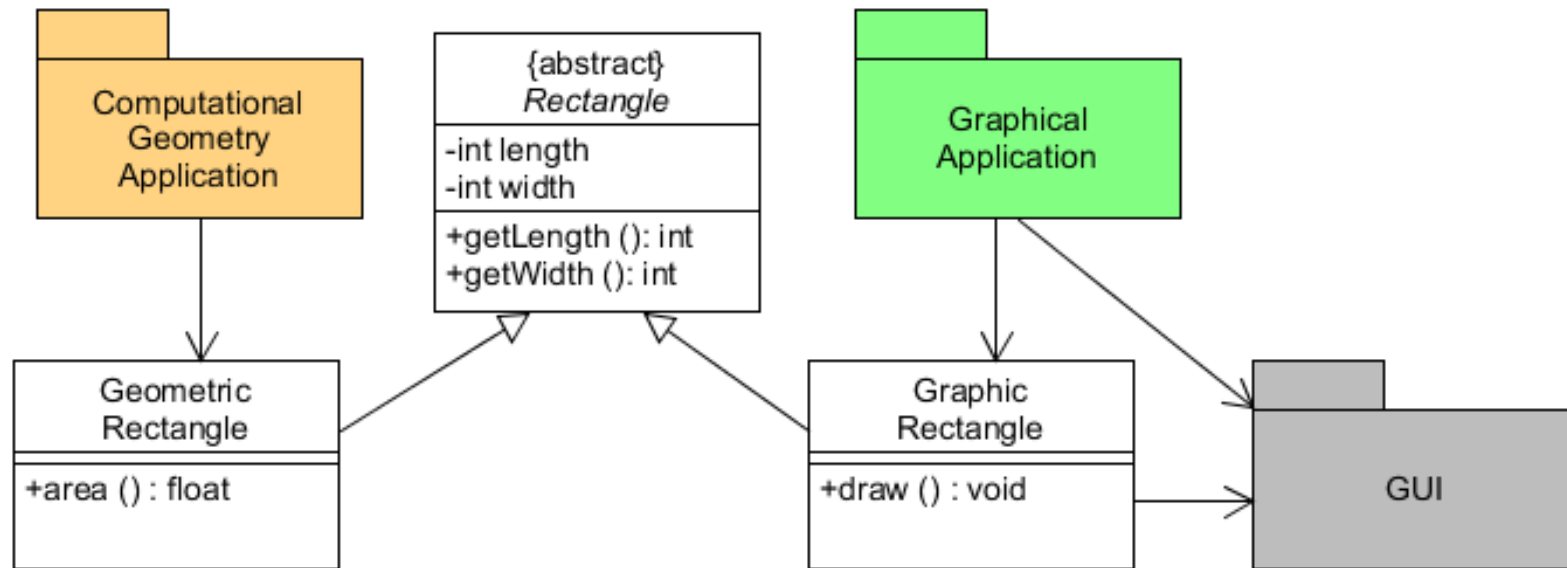 Computational
Geometry
Application
{abstract}
Rectangle
-int length
-int width
+getLength (): int
+getWidth (): int
Graphical
Application
Geometric
Rectangle
+area () : float
Graphic
Rectangle
+draw () : void
GUI